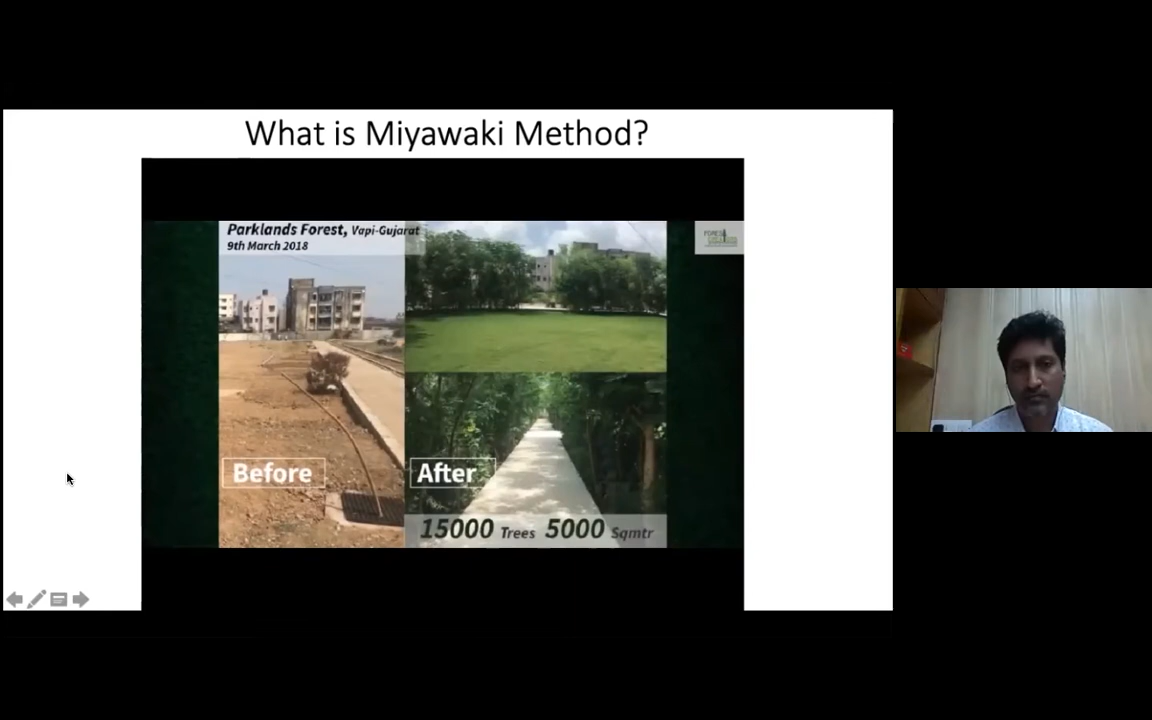 What is Miyawaki Method?
Parklands Forest, Vapi-Gujarat
9th March 2018
Before
After
15000 Trees 5000 Sqmtr